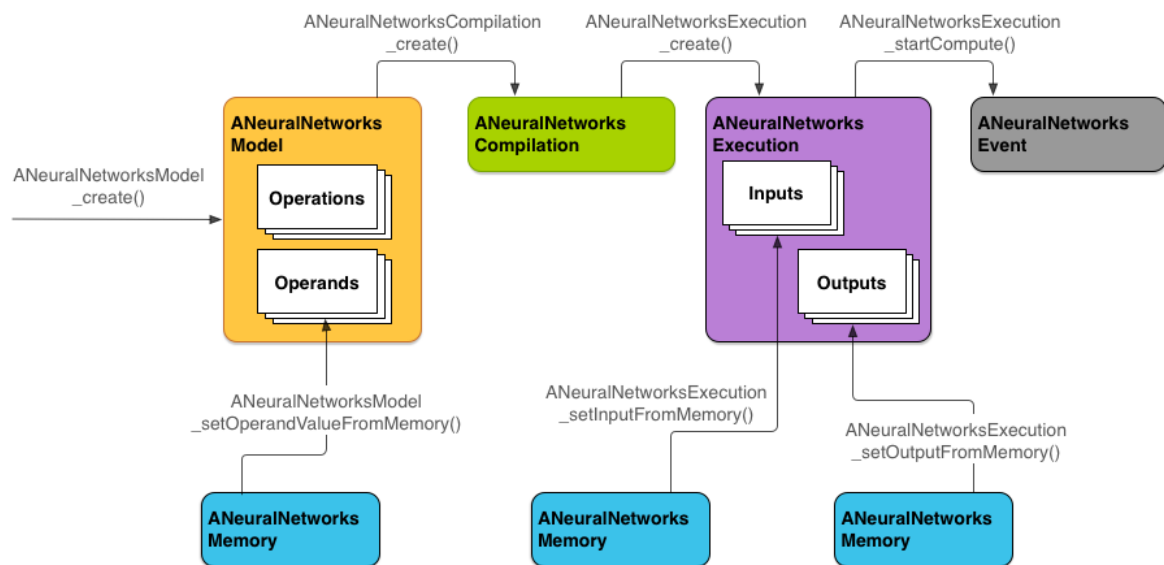 ANeuralNetworksCompilation
_create()
ANeuralNetworksExecution
_create()
ANeuralNetworksExecution
_startCompute()
ANeuralNetworksModel
_create()
ANeuralNetworks
Model
Operations
Operands
ANeuralNetworks
Compilation
ANeuralNetworks
Execution
Inputs
Outputs
ANeuralNetworks
Event
ANeuralNetworksModel
_setOperandValueFromMemory()
ANeuralNetworksExecution
_setInputFromMemory()
ANeuralNetworksExecution
_setOutputFromMemory()
ANeuralNetworks
Memory
ANeuralNetworks
Memory
ANeuralNetworks
Memory